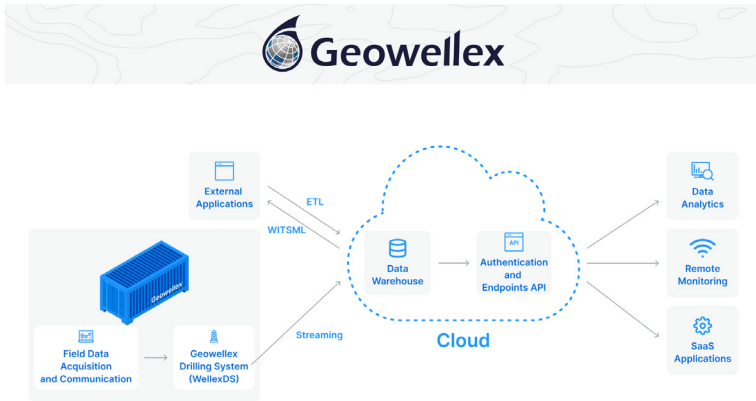 Geowellex
External
Applications
ETL
WITSML
Geowellex
Field Data
Acquisition
and Communication
Geowellex
Drilling System
(WellexDS)
Streaming
Data
Warehouse
API
Authentication
and
Endpoints API
Cloud
Data
Analytics
Remote
Monitoring
SaaS
Applications